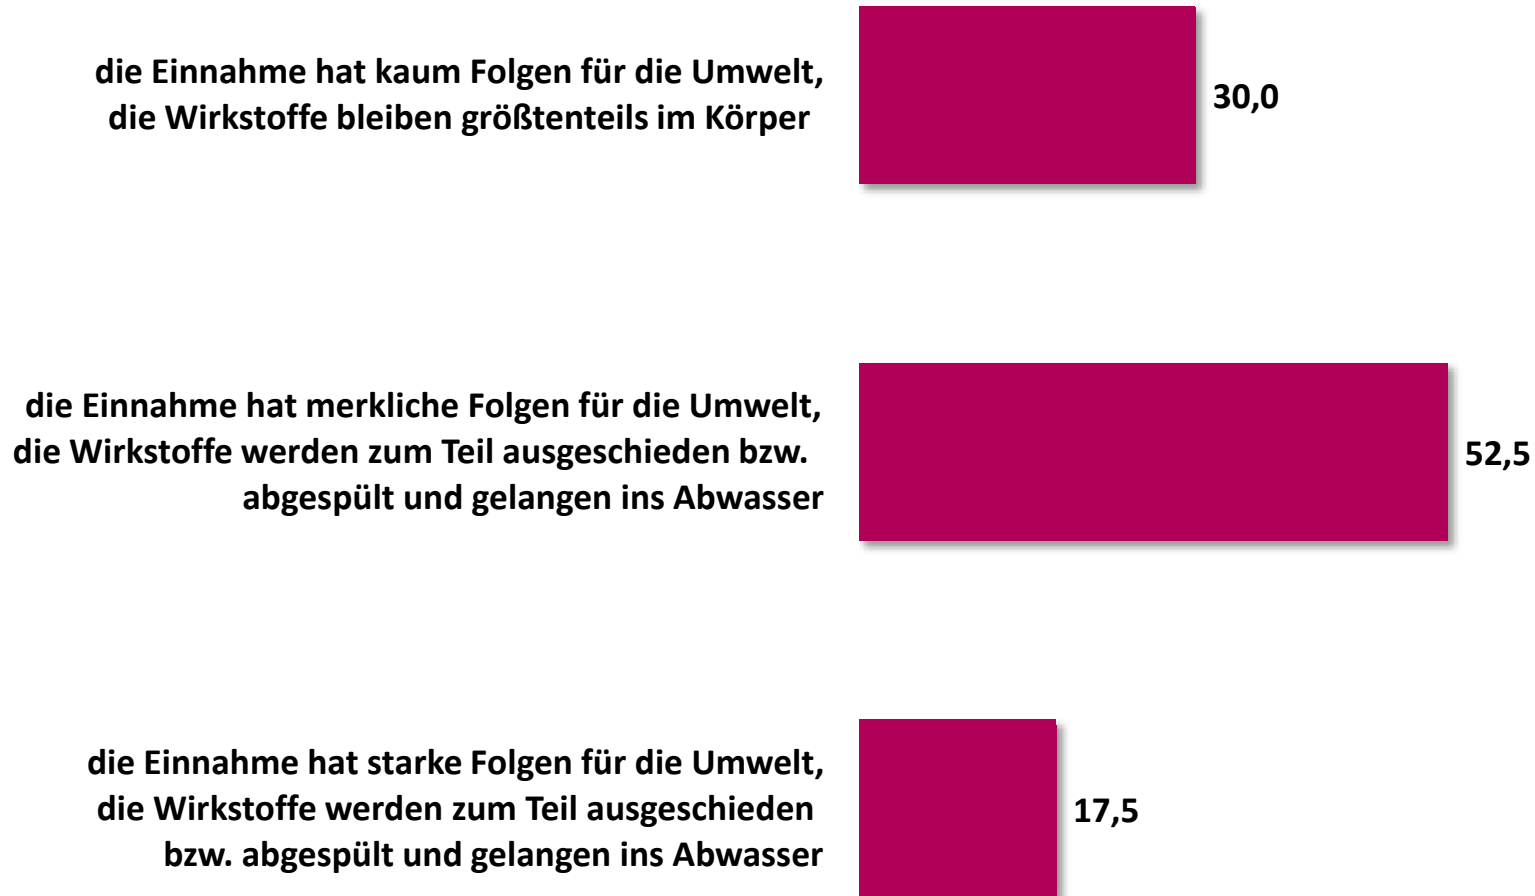 die Einnahme hat kaum Folgen für die Umwelt,
die Wirkstoffe bleiben größtenteils im Körper
30,0
die Einnahme hat merkliche Folgen für die Umwelt,
die Wirkstoffe werden zum Teil ausgeschieden bzw.
abgespült und gelangen ins Abwasser
52,5
die Einnahme hat starke Folgen für die Umwelt,
die Wirkstoffe werden zum Teil ausgeschieden
bzw. abgespült und gelangen ins Abwasser
17,5